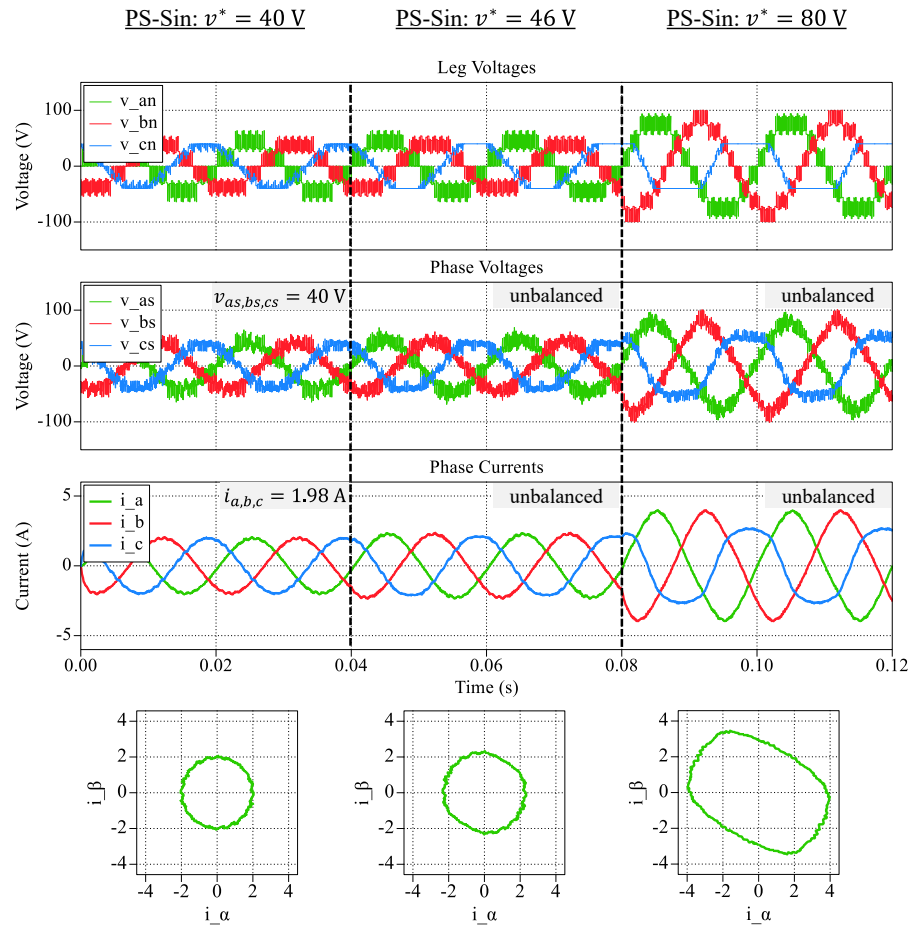 PS-Sin: v* = 40 V PS-Sin: v* = 46 V PS-Sin: v* = 80 V
Leg Voltages
v_an
v_bn
v_cn
Voltage (V)
100
0
-100
Phase Voltages
v_as
v_bs
v_cs
v_as,bs,cs = 40 V
unbalanced
unbalanced
Voltage (V)
100
0
-100
Phase Currents
i_a
i_b
i_c
i_a,b,c = 1.98 A
unbalanced
unbalanced
Current (A)
5
0
-5
0.00 0.02 0.04 0.06 0.08 0.10 0.12
Time (s)
i_β
4
2
0
-2
-4
-4 -2 0 2 4
i_α
i_β
4
2
0
-2
-4
-4 -2 0 2 4
i_α
i_β
4
2
0
-2
-4
-4 -2 0 2 4
i_α